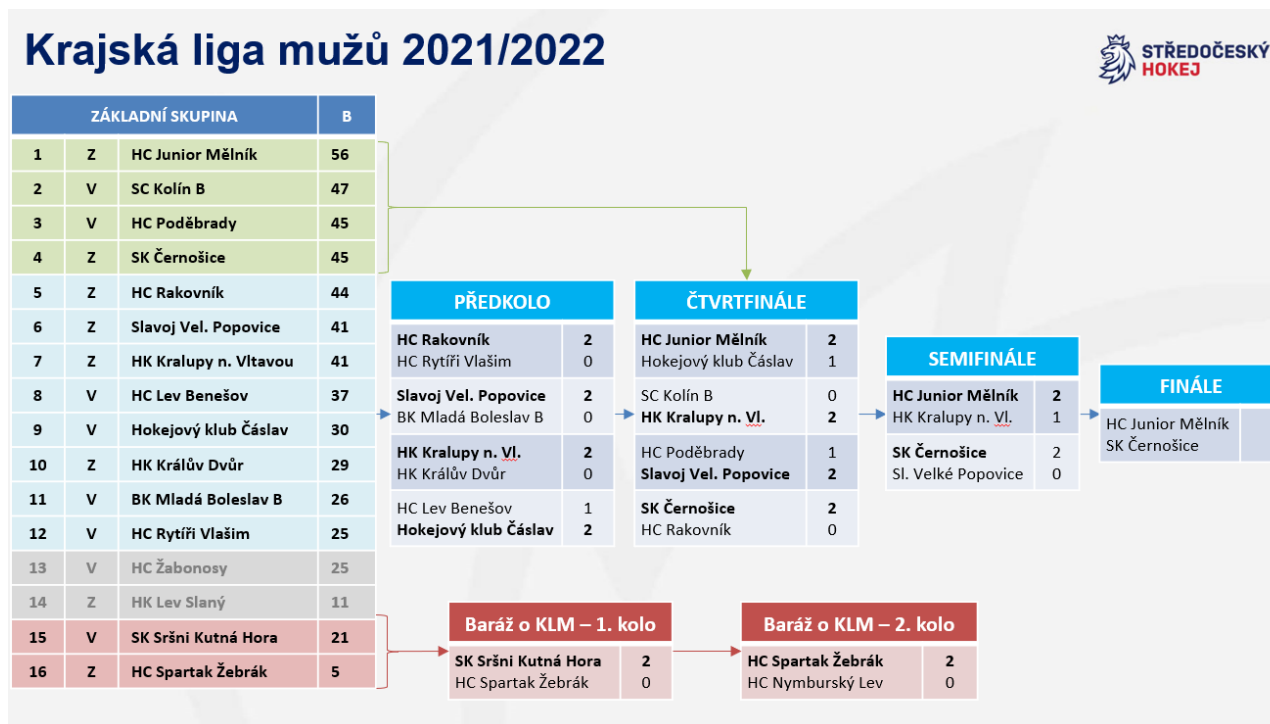 Krajská liga mužů 2021/2022
STŘEDOČESKÝ
HOKEJ
ZÁKLADNÍ SKUPINA B
1 Z HC Junior Mělník 56
2 V SC Kolín B 47
3 V HC Poděbrady 45
4 Z SK Černošice 45
5 Z HC Rakovník 44
6 Z Slavoj Vel. Popovice 41
7 Z HK Kralupy n. Vltavou 41
8 V HC Lev Benešov 37
9 V Hokejový klub Čáslav 30
10 Z HK Králův Dvůr 29
11 V BK Mladá Boleslav B 26
12 V HC Rytíři Vlašim 25
13 V HC Žabonosy 25
14 Z HK Lev Slaný 11
15 V SK Sršni Kutná Hora 21
16 Z HC Spartak Žebrák 5
PŘEDKOLO
HC Rakovník 2
HC Rytíři Vlašim 0
Slavoj Vel. Popovice 2
BK Mladá Boleslav B 0
HK Kralupy n. Vl. 2
HK Králův Dvůr 0
HC Lev Benešov 1
Hokejový klub Čáslav 2
ČTVRTFINÁLE
HC Junior Mělník 2
Hokejový klub Čáslav 1
SC Kolín B 0
HK Kralupy n. Vl. 2
HC Poděbrady 1
Slavoj Vel. Popovice 2
SK Černošice 2
HC Rakovník 0
SEMIFINÁLE
HC Junior Mělník 2
HK Kralupy n. Vl. 1
SK Černošice 2
Sl. Velké Popovice 0
FINÁLE
HC Junior Mělník
SK Černošice
Baráž o KLM – 1. kolo
SK Sršni Kutná Hora 2
HC Spartak Žebrák 0
Baráž o KLM – 2. kolo
HC Spartak Žebrák 2
HC Nymburský Lev 0